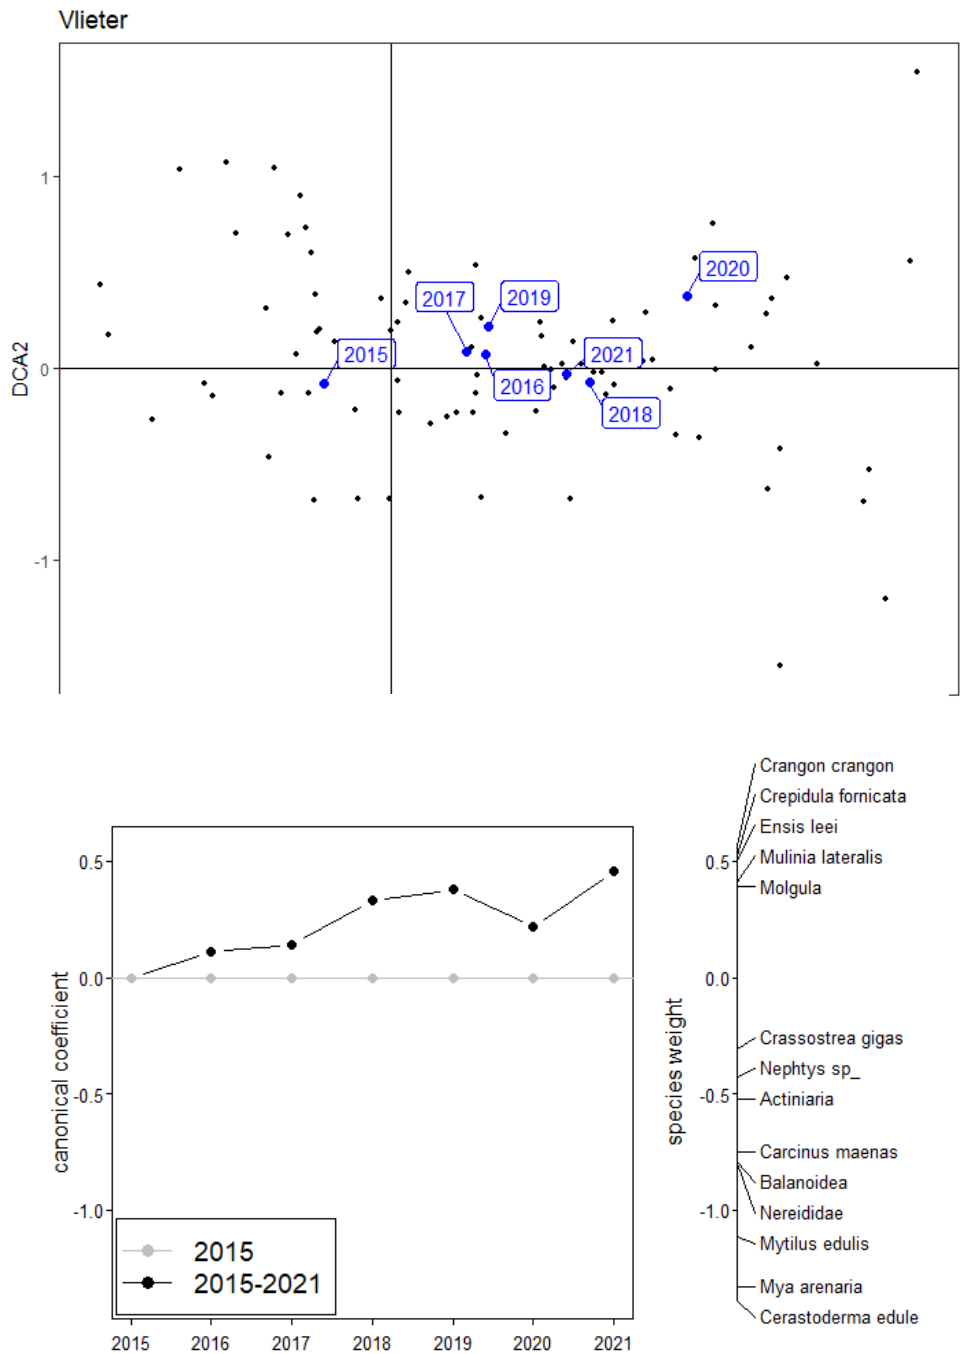 Vlieter
DCA2
1
0
-1
2015
2017
2019
2016
2021
2018
2020
canonical coefficient
0.5
0.0
-0.5
-1.0
2015
2015-2021
2015 2016 2017 2018 2019 2020 2021
species weight
0.5
0.0
-0.5
-1.0
Crangon crangon
Crepidula fornicata
Ensis leei
Mulinia lateralis
Molgula
Crassostrea gigas
Nephtys sp_
Actiniaria
Carcinus maenas
Balanoidea
Nereididae
Mytilus edulis
Mya arenaria
Cerastoderma edule